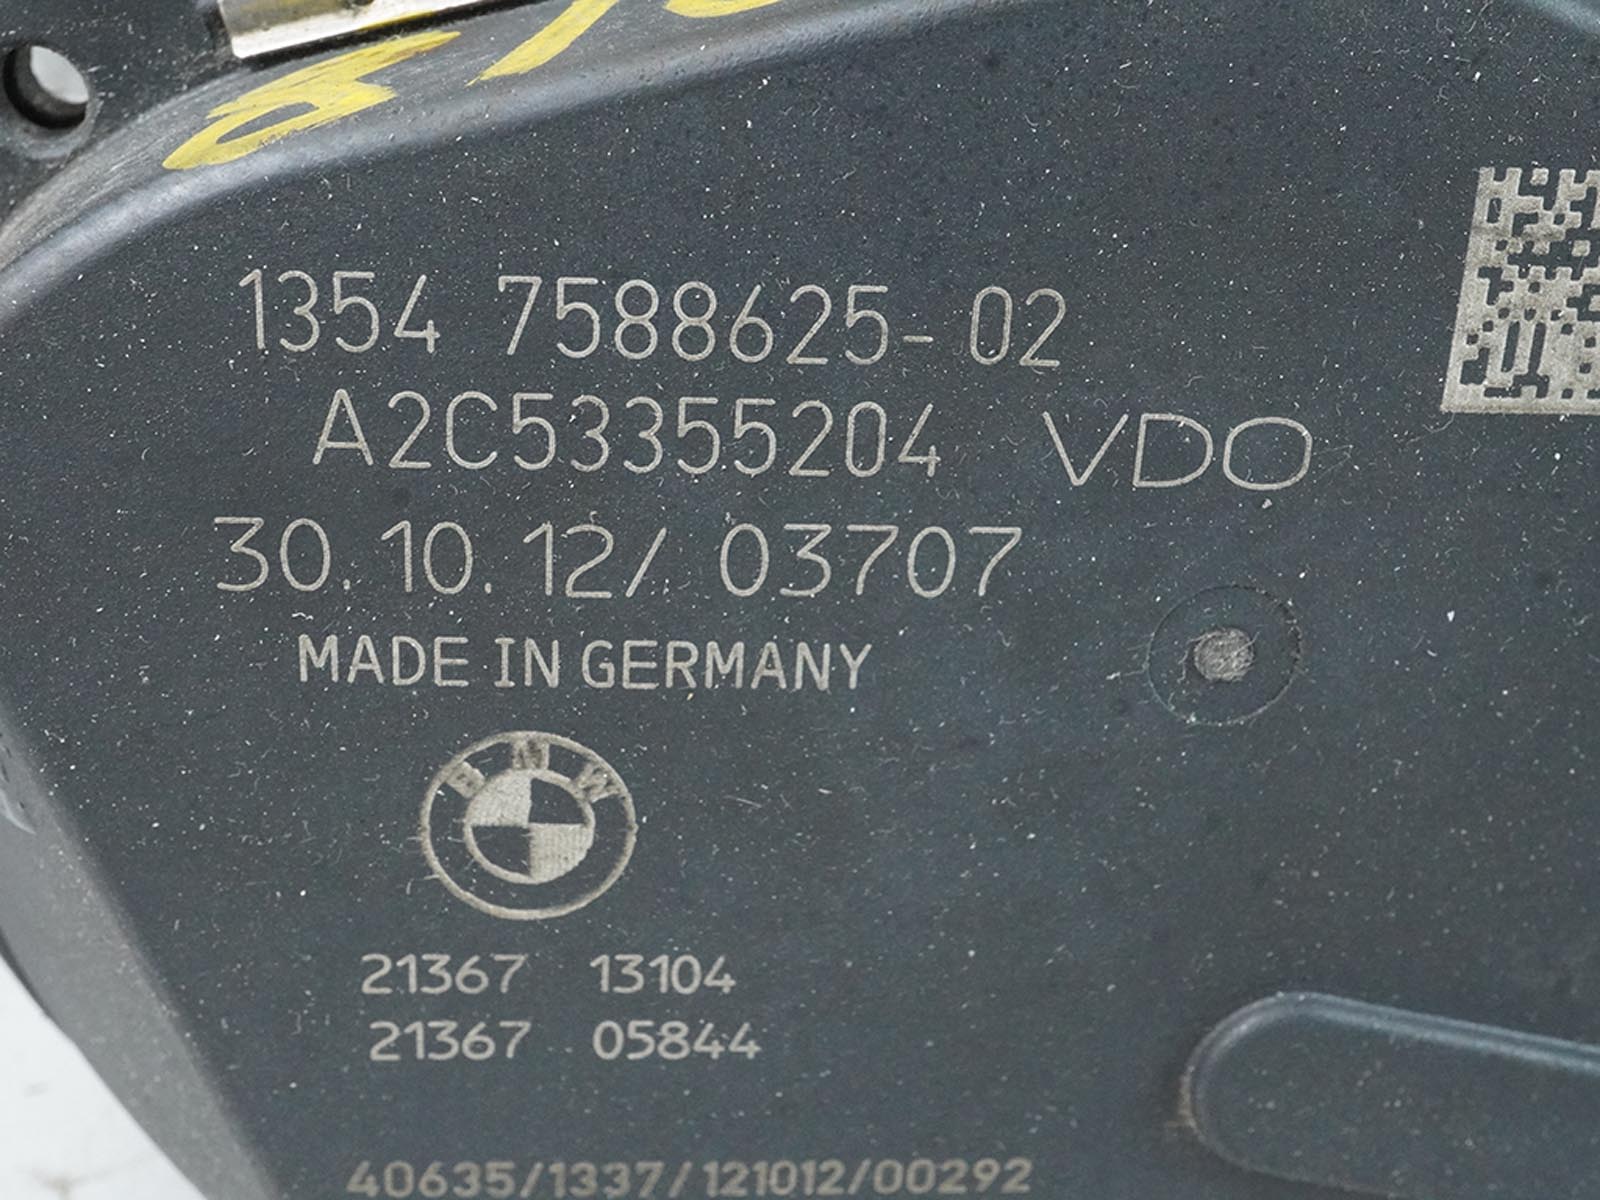 1354 7588625-02
A2C53355204 VDO
30.10.12/ 03707
MADE IN GERMANY
BMW
21367 13104
21367 05844
40635/1337/121012/00292